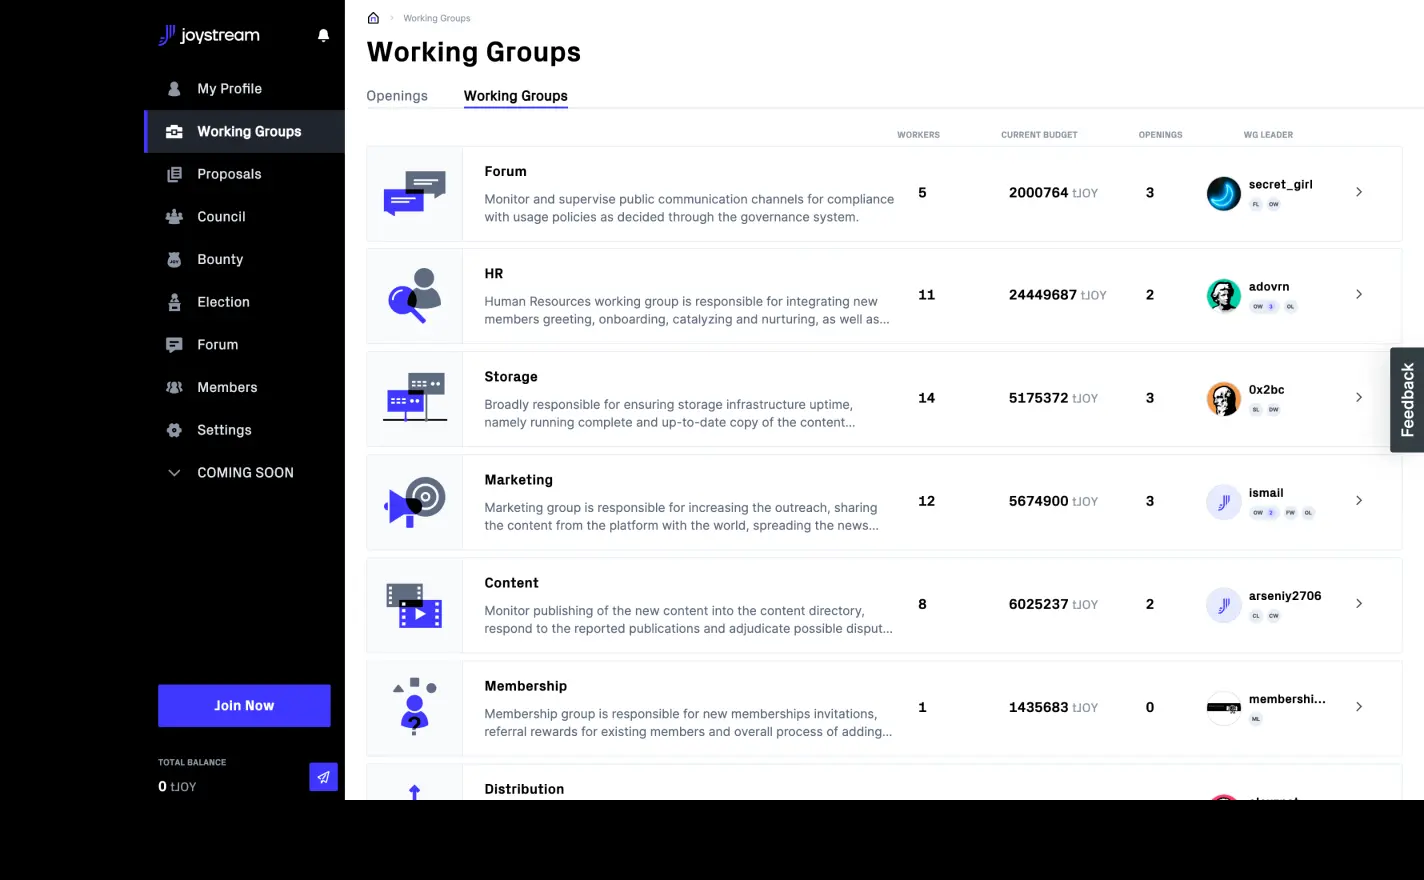 joystream
My Profile
Working Groups
Proposals
Council
Bounty
Election
Forum
Members
Settings
COMING SOON
Join Now
TOTAL BALANCE
0 tJOY
Working Groups
Working Groups
Openings
Working Groups
WORKERS
CURRENT BUDGET
OPENINGS
WG LEADER
Forum
Monitor and supervise public communication channels for compliance
with usage policies as decided through the governance system.
5
2000764 tJOY
3
secret_girl
FL OW
HR
Human Resources working group is responsible for integrating new
members greeting, onboarding, catalyzing and nurturing, as well as...
11
24449687 tJOY
2
adovrn
OW 3 OL
Storage
Broadly responsible for ensuring storage infrastructure uptime,
namely running complete and up-to-date copy of the content...
14
5175372 tJOY
3
0x2bc
SL DW
Marketing
Marketing group is responsible for increasing the outreach, sharing
the content from the platform with the world, spreading the news...
12
5674900 tJOY
3
ismail
OW 3 FW OL
Content
Monitor publishing of the new content into the content directory,
respond to the reported publications and adjudicate possible disput...
8
6025237 tJOY
2
arseniy2706
CL CW
Membership
Membership group is responsible for new memberships invitations,
referral rewards for existing members and overall process of adding...
1
1435683 tJOY
0
membershi...
ML
Distribution
Feedback